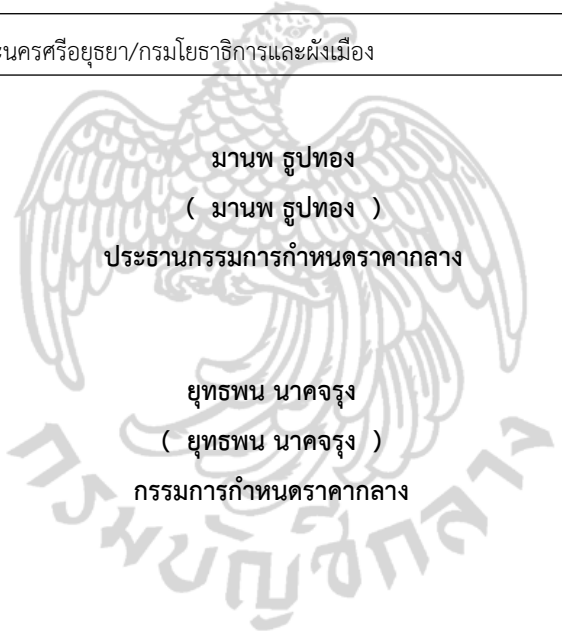 ะนครศรีอยุธยา/กรมโยธาธิการและผังเมือง
มานพ ธูปทอง
( มานพ ธูปทอง )
ประธานกรรมการกำหนดราคากลาง
ยุทธพน นาคจรุง
( ยุทธพน นาคจรุง )
กรรมการกำหนดราคากลาง
กรมบัญชีกลาง